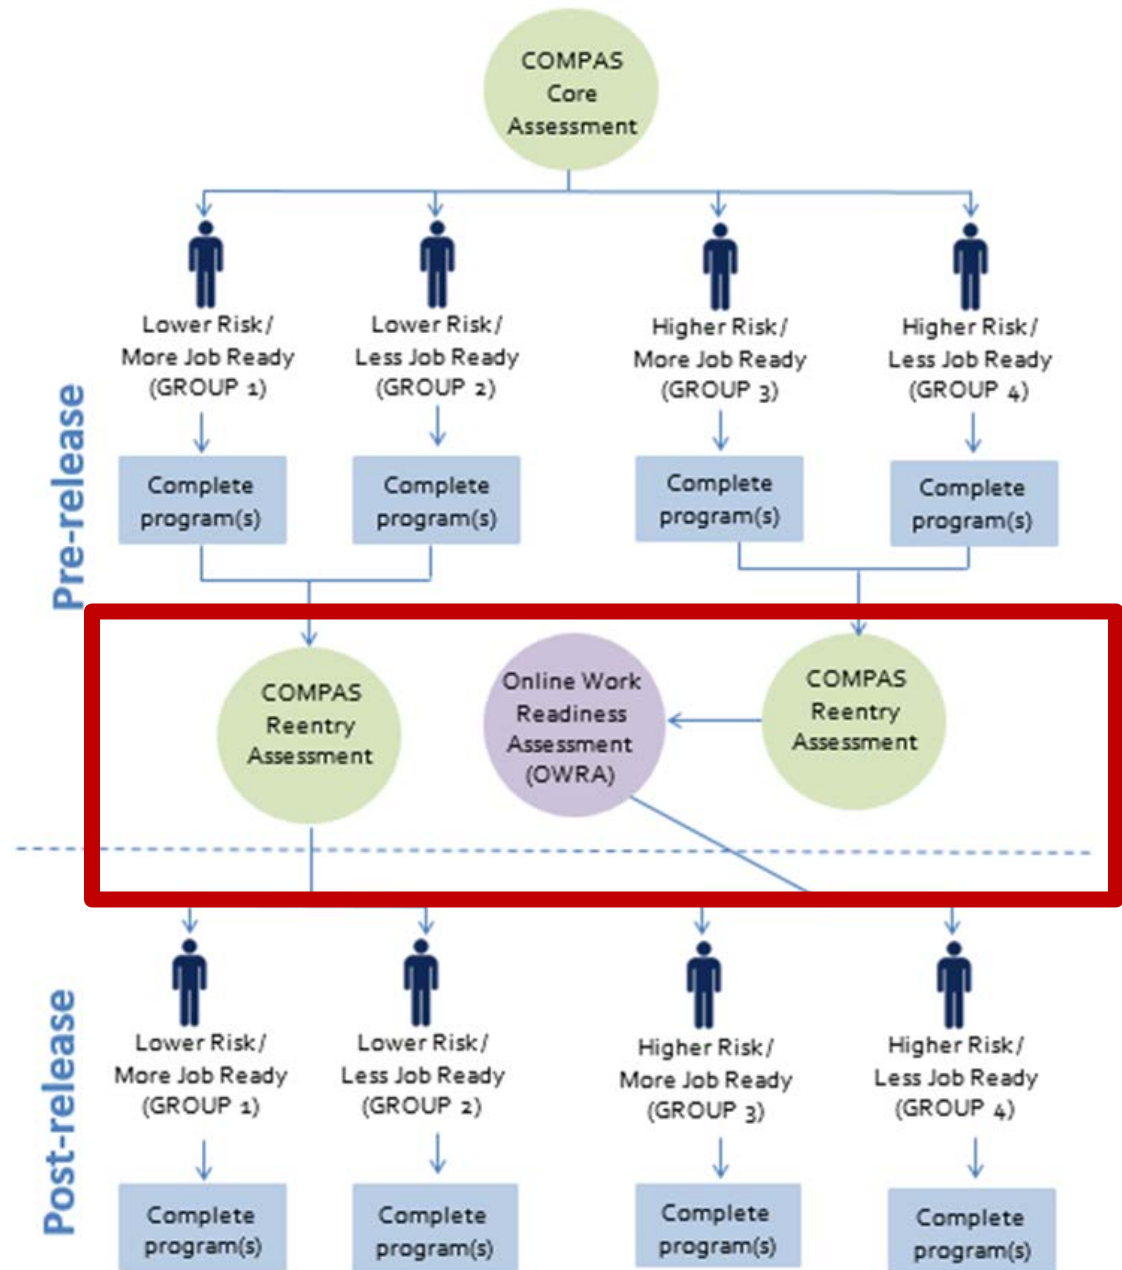 COMPAS
Core
Assessment
Lower Risk/
More Job Ready
(GROUP 1)
Lower Risk/
Less Job Ready
(GROUP 2)
Higher Risk/
More Job Ready
(GROUP 3)
Higher Risk/
Less Job Ready
(GROUP 4)
Pre-release
Complete
program(s)
Complete
program(s)
Complete
program(s)
Complete
program(s)
COMPAS
Reentry
Assessment
Online Work
Readiness
Assessment
(OWRA)
COMPAS
Reentry
Assessment
Post-release
Lower Risk/
More Job Ready
(GROUP 1)
Lower Risk/
Less Job Ready
(GROUP 2)
Higher Risk/
More Job Ready
(GROUP 3)
Higher Risk/
Less Job Ready
(GROUP 4)
Complete
program(s)
Complete
program(s)
Complete
program(s)
Complete
program(s)